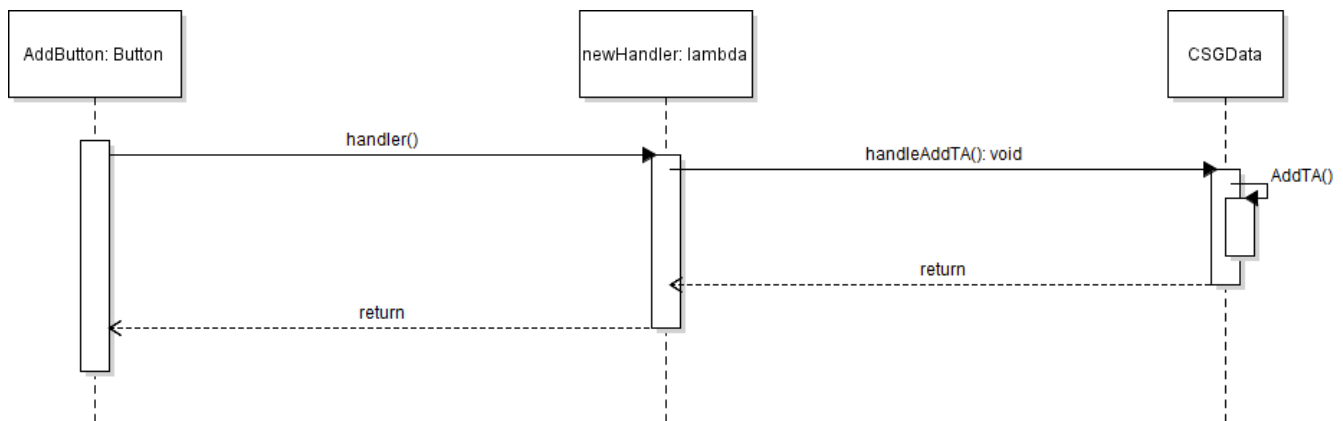 AddButton: Button
newHandler: lambda
CSGData
handler()
handleAddTA(): void
AddTA()
return
return